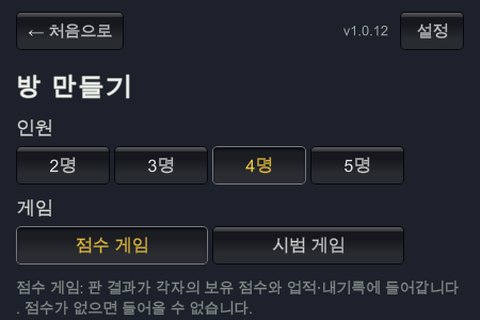 ← 처음으로
v1.0.12
설정
방 만들기
인원
2명
3명
4명
5명
게임
점수 게임
시범 게임
점수 게임: 판 결과가 각자의 보유 점수와 업적·내기록에 들어갑니다
. 점수가 없으면 들어올 수 없습니다.